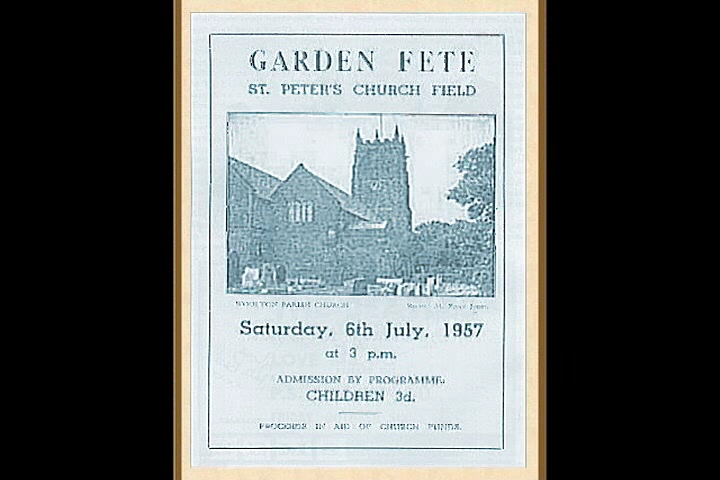 GARDEN FETE
ST. PETER'S CHURCH FIELD
WOOLTON PARISH CHURCH
Saturday, 6th July, 1957
at 3 p.m.
ADMISSION BY PROGRAMME:
CHILDREN 3d.
PROCEEDS IN AID OF CHURCH FUNDS.